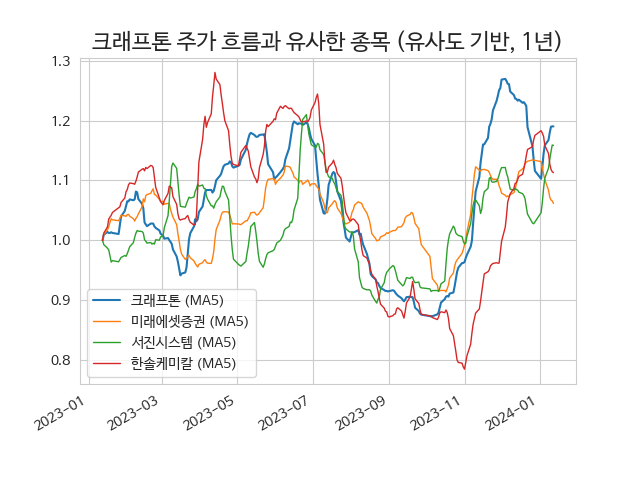 크래프톤 주가 흐름과 유사한 종목 (유사도 기반, 1년)
1.3
1.2
1.1
1.0
0.9
0.8
크래프톤 (MA5)
미래에셋증권 (MA5)
서진시스템 (MA5)
한솔케미칼 (MA5)
2023-01
2023-03
2023-05
2023-07
2023-09
2023-11
2024-01